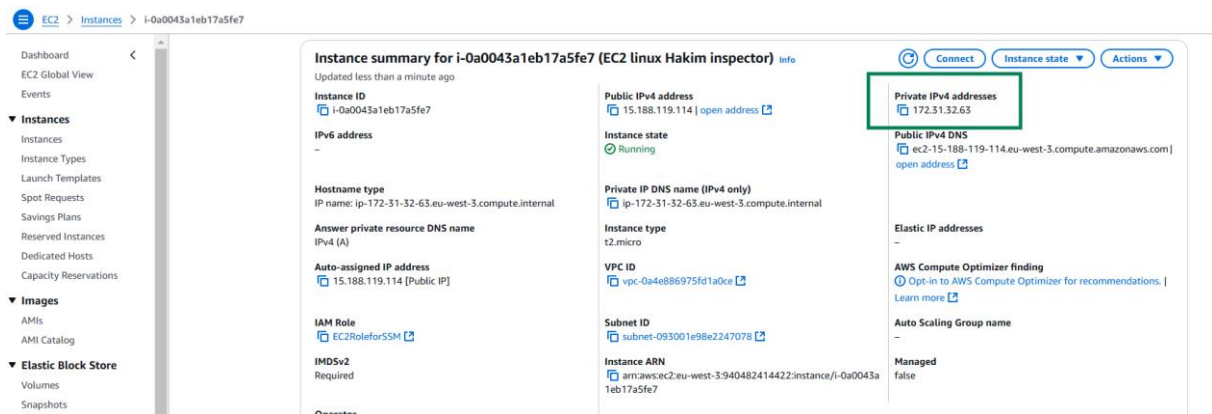 EC2 > Instances > i-0a0043a1eb17a5fe7
Dashboard
EC2 Global View
Events
Instances
Instances
Instance Types
Launch Templates
Spot Requests
Savings Plans
Reserved Instances
Dedicated Hosts
Capacity Reservations
Images
AMIs
AMI Catalog
Elastic Block Store
Volumes
Snapshots
Instance summary for i-0a0043a1eb17a5fe7 (EC2 linux Hakim inspector) Info
Connect
Instance state
Actions
Updated less than a minute ago
Instance ID
i-0a0043a1eb17a5fe7
Public IPv4 address
15.188.119.114 | open address
Private IPv4 addresses
172.31.32.63
IPv6 address
–
Instance state
Running
Public IPv4 DNS
ec2-15-188-119-114.eu-west-3.compute.amazonaws.com |
open address
Hostname type
IP name: ip-172-31-32-63.eu-west-3.compute.internal
Private IP DNS name (IPv4 only)
ip-172-31-32-63.eu-west-3.compute.internal
Answer private resource DNS name
IPv4 (A)
Instance type
t2.micro
Elastic IP addresses
–
Auto-assigned IP address
15.188.119.114 [Public IP]
VPC ID
vpc-0a4e886975fd1a0ce
AWS Compute Optimizer finding
Opt-in to AWS Compute Optimizer for recommendations. |
Learn more
IAM Role
EC2RoleforSSM
Subnet ID
subnet-093001e98e2247078
Auto Scaling Group name
–
IMDSv2
Required
Instance ARN
arn:aws:ec2:eu-west-3:940482414422:instance/i-0a0043a
1eb17a5fe7
Managed
false
Operator